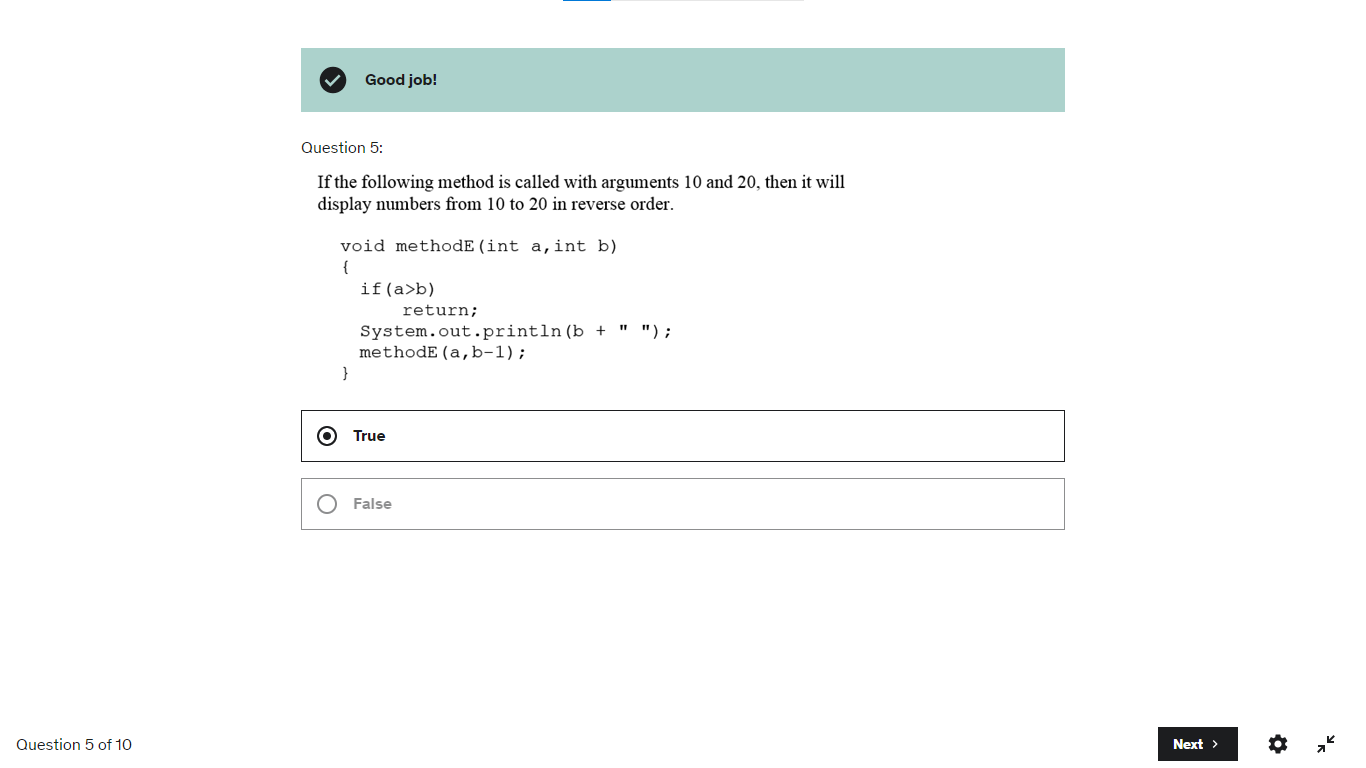 Good job!
Question 5:
If the following method is called with arguments 10 and 20, then it will
display numbers from 10 to 20 in reverse order.
void methodE(int a,int b)
{
if(a>b)
return;
System.out.println(b + " ");
methodE(a,b-1);
}
True
False
Question 5 of 10
Next